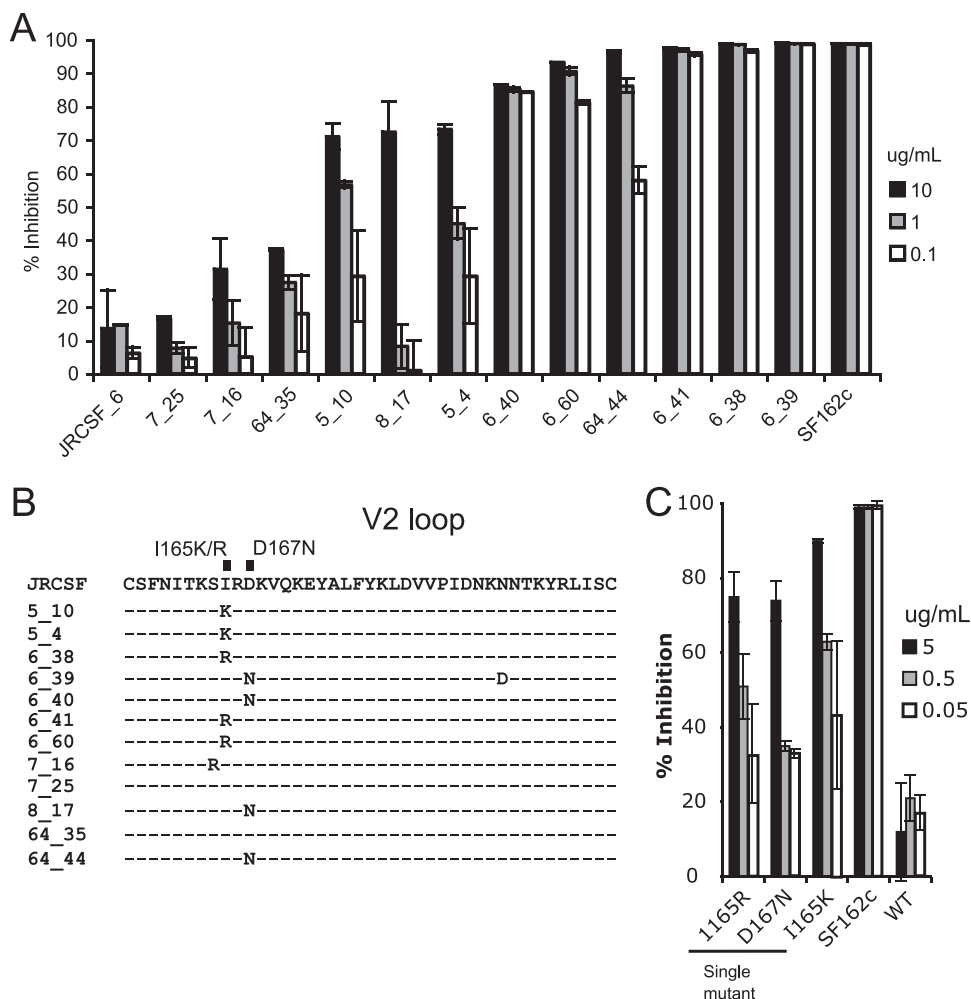 A
100
90
80
70
60
50
40
30
20
10
0
% Inhibition
ug/mL
10
1
0.1
JRCSF_6
7_25
7_16
64_35
5_10
8_17
5_4
6_40
6_60
64_44
6_41
6_38
6_39
SF162c
B
V2 loop
I165K/R D167N
JRCSF CSFNITKSIRDKVQKEYALFYKLDVVPIDNKNNTKYRLISC
5_10 --------K--------------------------------
5_4 --------K--------------------------------
6_38 --------R--------------------------------
6_39 ----------N--------------------D---------
6_40 ----------N------------------------------
6_41 --------R--------------------------------
6_60 --------R--------------------------------
7_16 -------R---------------------------------
7_25 -----------------------------------------
8_17 ----------N------------------------------
64_35 -----------------------------------------
64_44 ----------N------------------------------
C
100
80
60
40
20
0
% Inhibition
ug/mL
5
0.5
0.05
1165R
D167N
I165K
SF162c
WT
Single
mutant